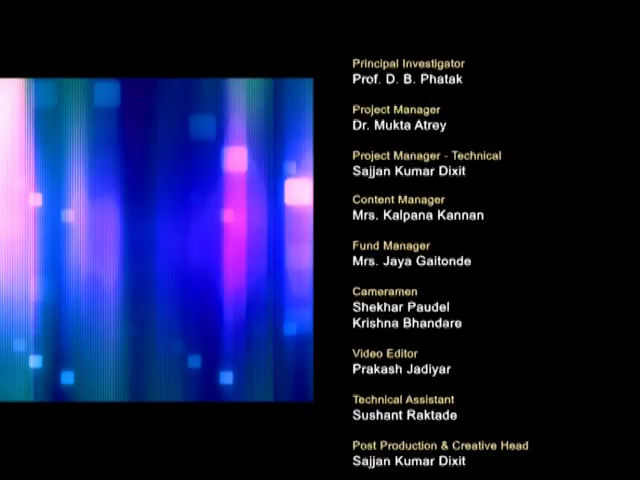 Principal Investigator
Prof. D. B. Phatak
Project Manager
Dr. Mukta Atrey
Project Manager - Technical
Sajjan Kumar Dixit
Content Manager
Mrs. Kalpana Kannan
Fund Manager
Mrs. Jaya Gaitonde
Cameramen
Shekhar Paudel
Krishna Bhandare
Video Editor
Prakash Jadiyar
Technical Assistant
Sushant Raktade
Post Production & Creative Head
Sajjan Kumar Dixit